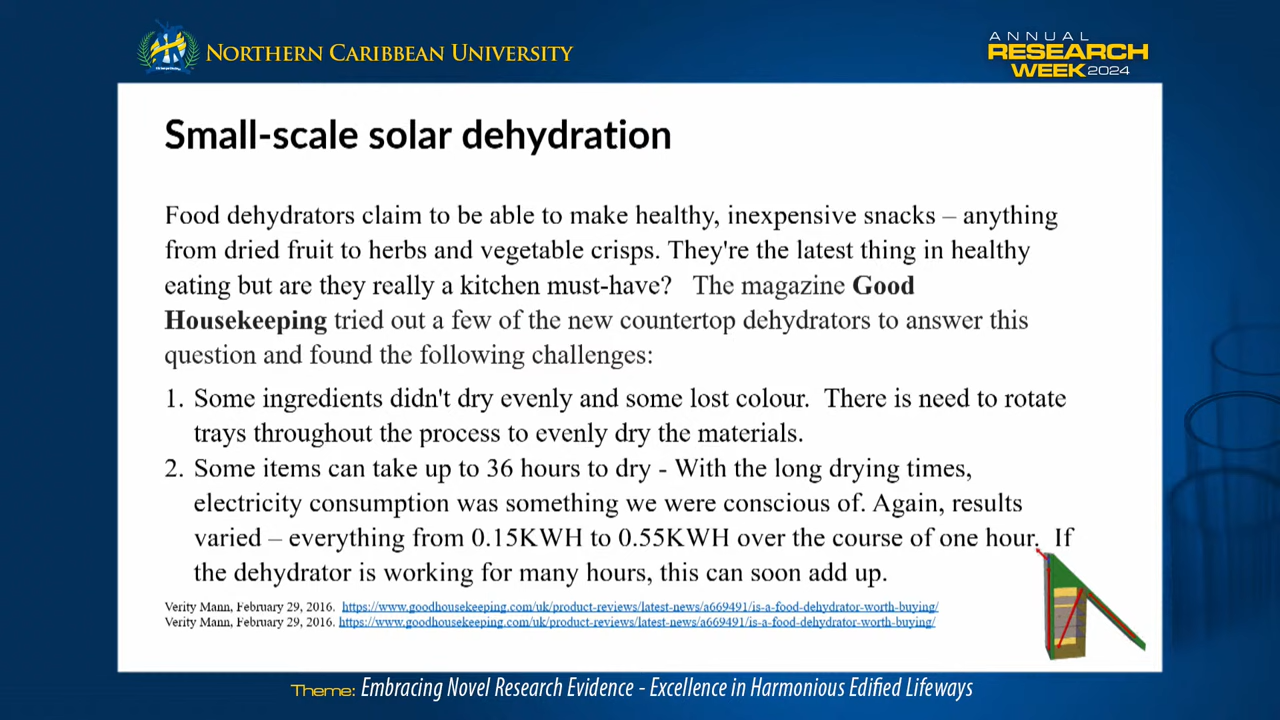 NORTHERN CARIBBEAN UNIVERSITY
ANNUAL
RESEARCH
WEEK 2024
Small-scale solar dehydration
Food dehydrators claim to be able to make healthy, inexpensive snacks – anything
from dried fruit to herbs and vegetable crisps. They're the latest thing in healthy
eating but are they really a kitchen must-have?   The magazine Good
Housekeeping tried out a few of the new countertop dehydrators to answer this
question and found the following challenges:
1. Some ingredients didn't dry evenly and some lost colour.  There is need to rotate
trays throughout the process to evenly dry the materials.
2. Some items can take up to 36 hours to dry - With the long drying times,
electricity consumption was something we were conscious of. Again, results
varied – everything from 0.15KWH to 0.55KWH over the course of one hour.  If
the dehydrator is working for many hours, this can soon add up.
Verity Mann, February 29, 2016.  https://www.goodhousekeeping.com/uk/product-reviews/latest-news/a669491/is-a-food-dehydrator-worth-buying/
Verity Mann, February 29, 2016. https://www.goodhousekeeping.com/uk/product-reviews/latest-news/a669491/is-a-food-dehydrator-worth-buying/
Theme: Embracing Novel Research Evidence - Excellence in Harmonious Edified Lifeways